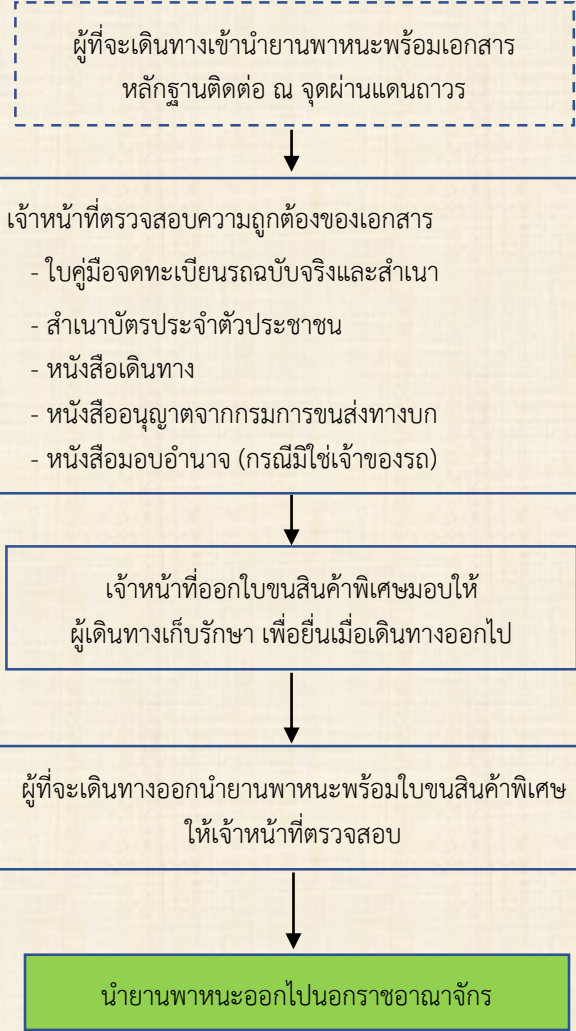 ผู้ที่จะเดินทางเข้านำยานพาหนะพร้อมเอกสาร
หลักฐานติดต่อ ณ จุดผ่านแดนถาวร
เจ้าหน้าที่ตรวจสอบความถูกต้องของเอกสาร
- ใบคู่มือจดทะเบียนรถฉบับจริงและสำเนา
- สำเนาบัตรประจำตัวประชาชน
- หนังสือเดินทาง
- หนังสืออนุญาตจากกรมการขนส่งทางบก
- หนังสือมอบอำนาจ (กรณีมิใช่เจ้าของรถ)
เจ้าหน้าที่ออกใบขนสินค้าพิเศษมอบให้
ผู้เดินทางเก็บรักษา เพื่อยื่นเมื่อเดินทางออกไป
ผู้ที่จะเดินทางออกนำยานพาหนะพร้อมใบขนสินค้าพิเศษ
ให้เจ้าหน้าที่ตรวจสอบ
นำยานพาหนะออกไปนอกราชอาณาจักร